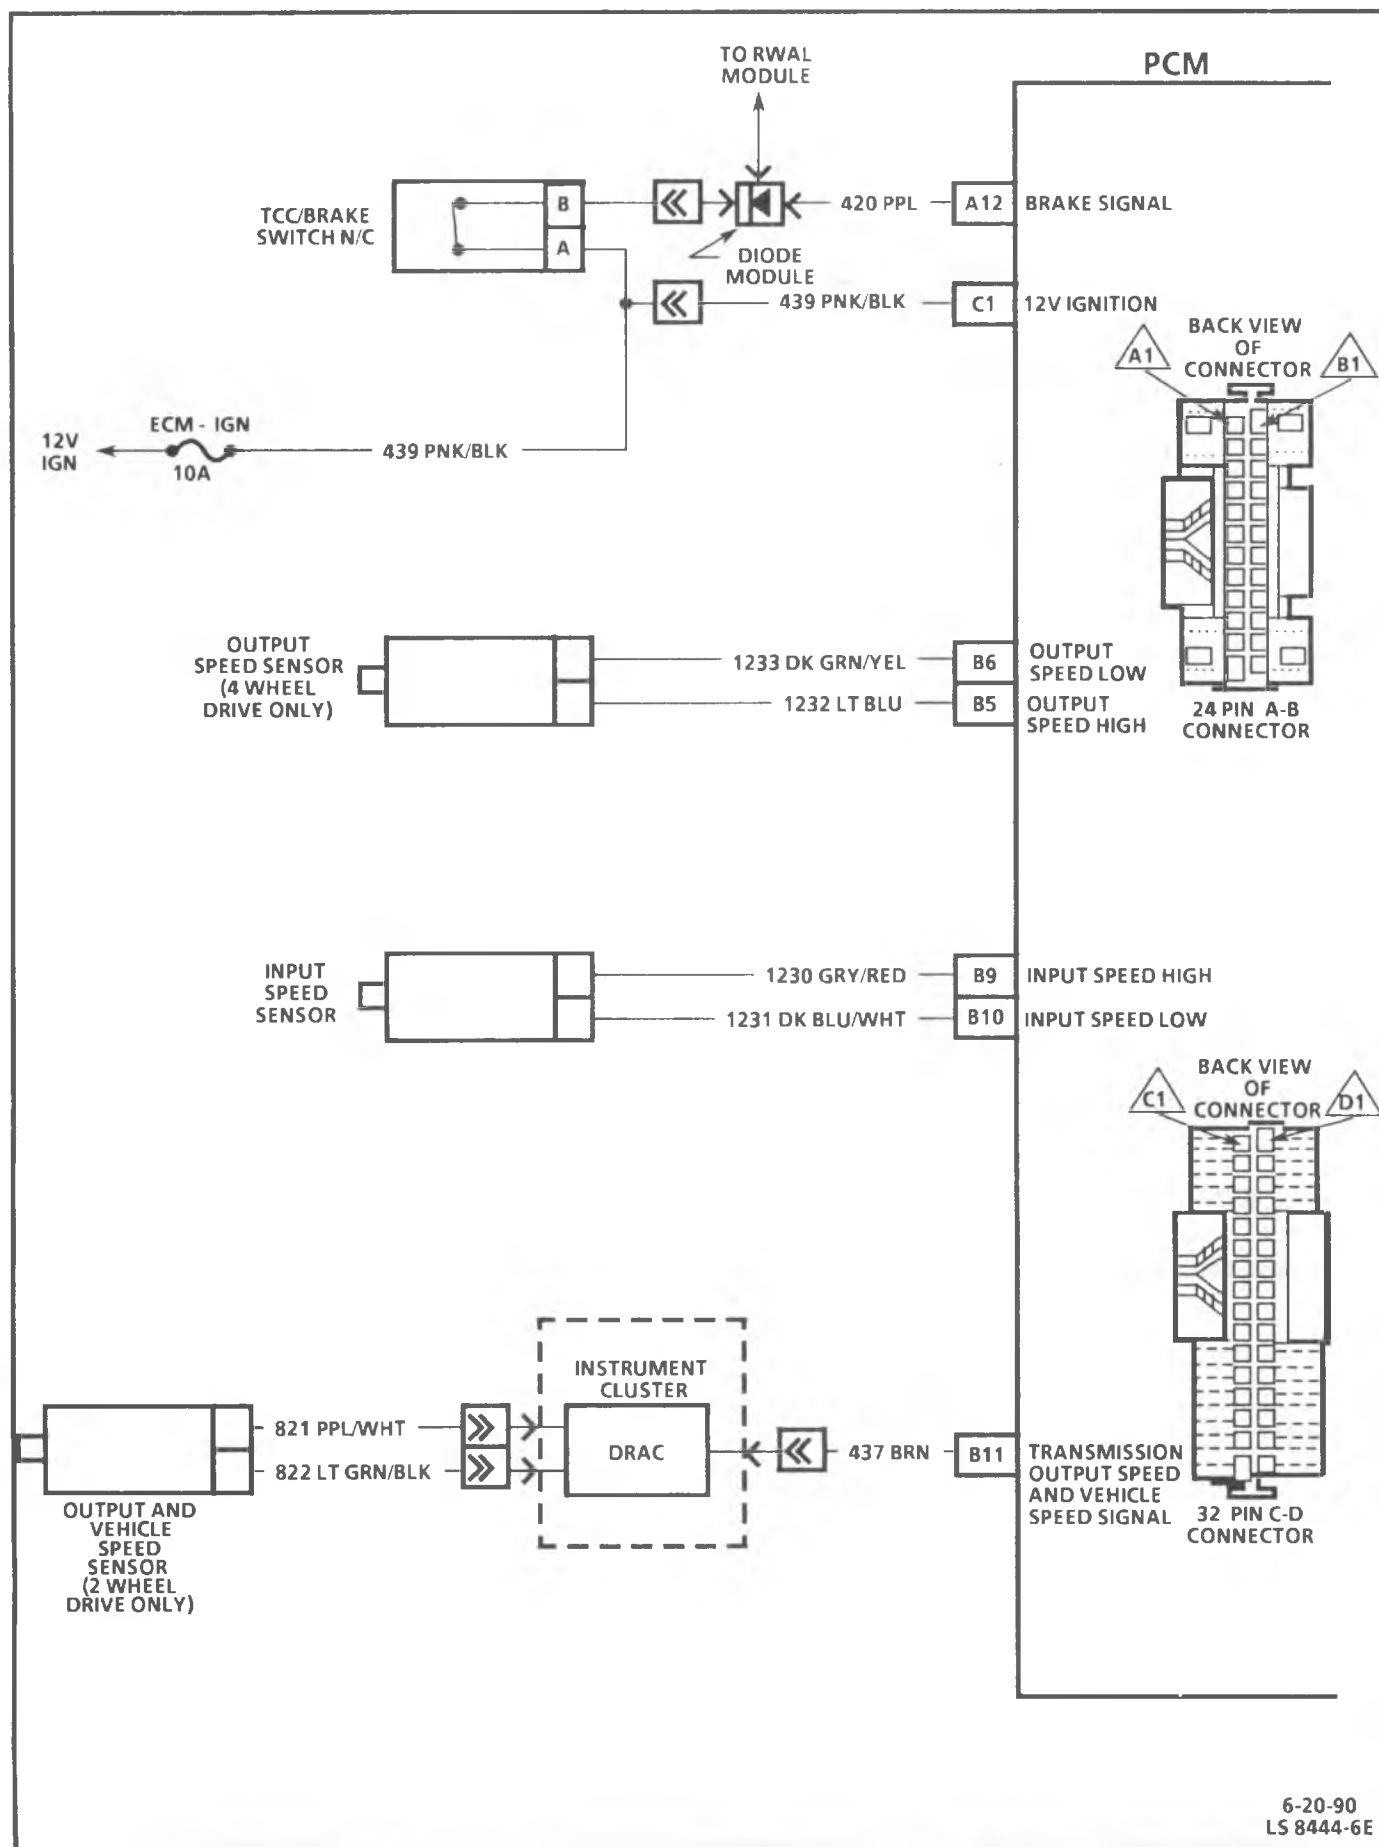 TO RWAL
MODULE
PCM
TCC/BRAKE
SWITCH N/C
B
A
420 PPL
A12
BRAKE SIGNAL
DIODE
MODULE
439 PNK/BLK
C1
12V IGNITION
BACK VIEW
OF
CONNECTOR
A1
B1
ECM - IGN
12V
IGN
10A
439 PNK/BLK
OUTPUT
SPEED SENSOR
(4 WHEEL
DRIVE ONLY)
1233 DK GRN/YEL
B6
OUTPUT
SPEED LOW
1232 LT BLU
B5
OUTPUT
SPEED HIGH
24 PIN A-B
CONNECTOR
INPUT
SPEED
SENSOR
1230 GRY/RED
B9
INPUT SPEED HIGH
1231 DK BLU/WHT
B10
INPUT SPEED LOW
BACK VIEW
OF
CONNECTOR
C1
D1
INSTRUMENT
CLUSTER
821 PPL/WHT
822 LT GRN/BLK
DRAC
437 BRN
B11
TRANSMISSION
OUTPUT SPEED
AND VEHICLE
SPEED SIGNAL
32 PIN C-D
CONNECTOR
OUTPUT AND
VEHICLE
SPEED
SENSOR
(2 WHEEL
DRIVE ONLY)
6-20-90
LS 8444-6E